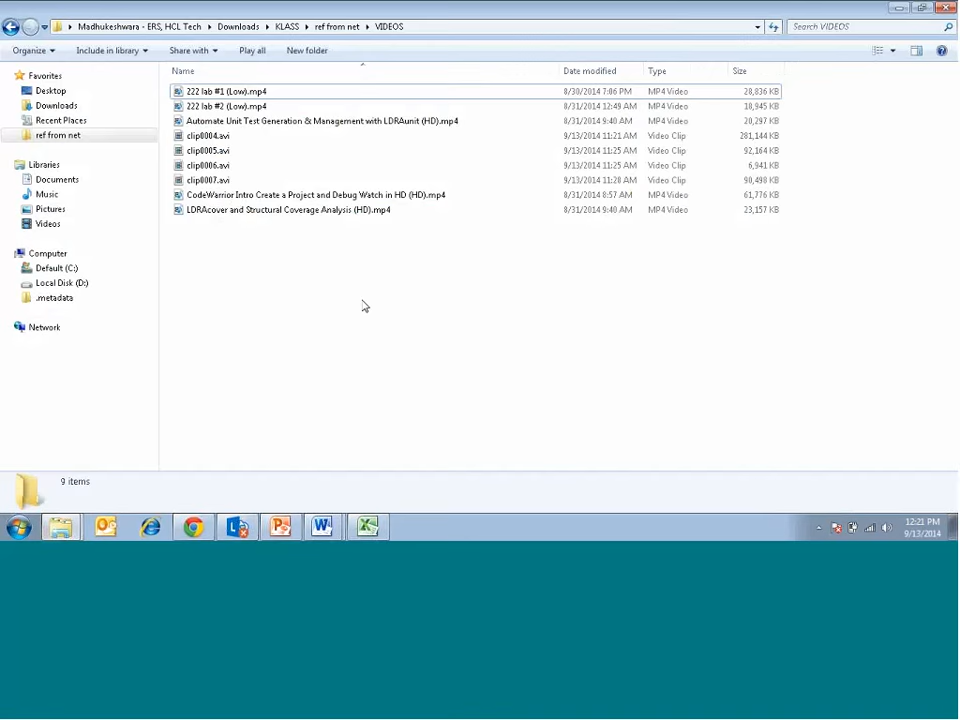 Madhukeshwara - ERS, HCL Tech Downloads KLASS ref from net VIDEOS Search VIDEOS
Organize Include in library Share with Play all New folder
Favorites
Desktop
Downloads
Recent Places
ref from net
Libraries
Documents
Music
Pictures
Videos
Computer
Default (C:)
Local Disk (D:)
.metadata
Network
Name Date modified Type Size
222 lab #1 (Low).mp4 8/30/2014 7:06 PM MP4 Video 28,836 KB
222 lab #2 (Low).mp4 8/31/2014 12:49 AM MP4 Video 18,945 KB
Automate Unit Test Generation & Management with LDRAunit (HD).mp4 8/31/2014 9:40 AM MP4 Video 20,297 KB
clip0004.avi 9/13/2014 11:21 AM Video Clip 281,144 KB
clip0005.avi 9/13/2014 11:25 AM Video Clip 92,164 KB
clip0006.avi 9/13/2014 11:25 AM Video Clip 6,941 KB
clip0007.avi 9/13/2014 11:28 AM Video Clip 90,498 KB
CodeWarrior Intro Create a Project and Debug Watch in HD (HD).mp4 8/31/2014 8:57 AM MP4 Video 61,776 KB
LDRAcover and Structural Coverage Analysis (HD).mp4 8/31/2014 9:40 AM MP4 Video 23,157 KB
9 items
12:21 PM
9/13/2014